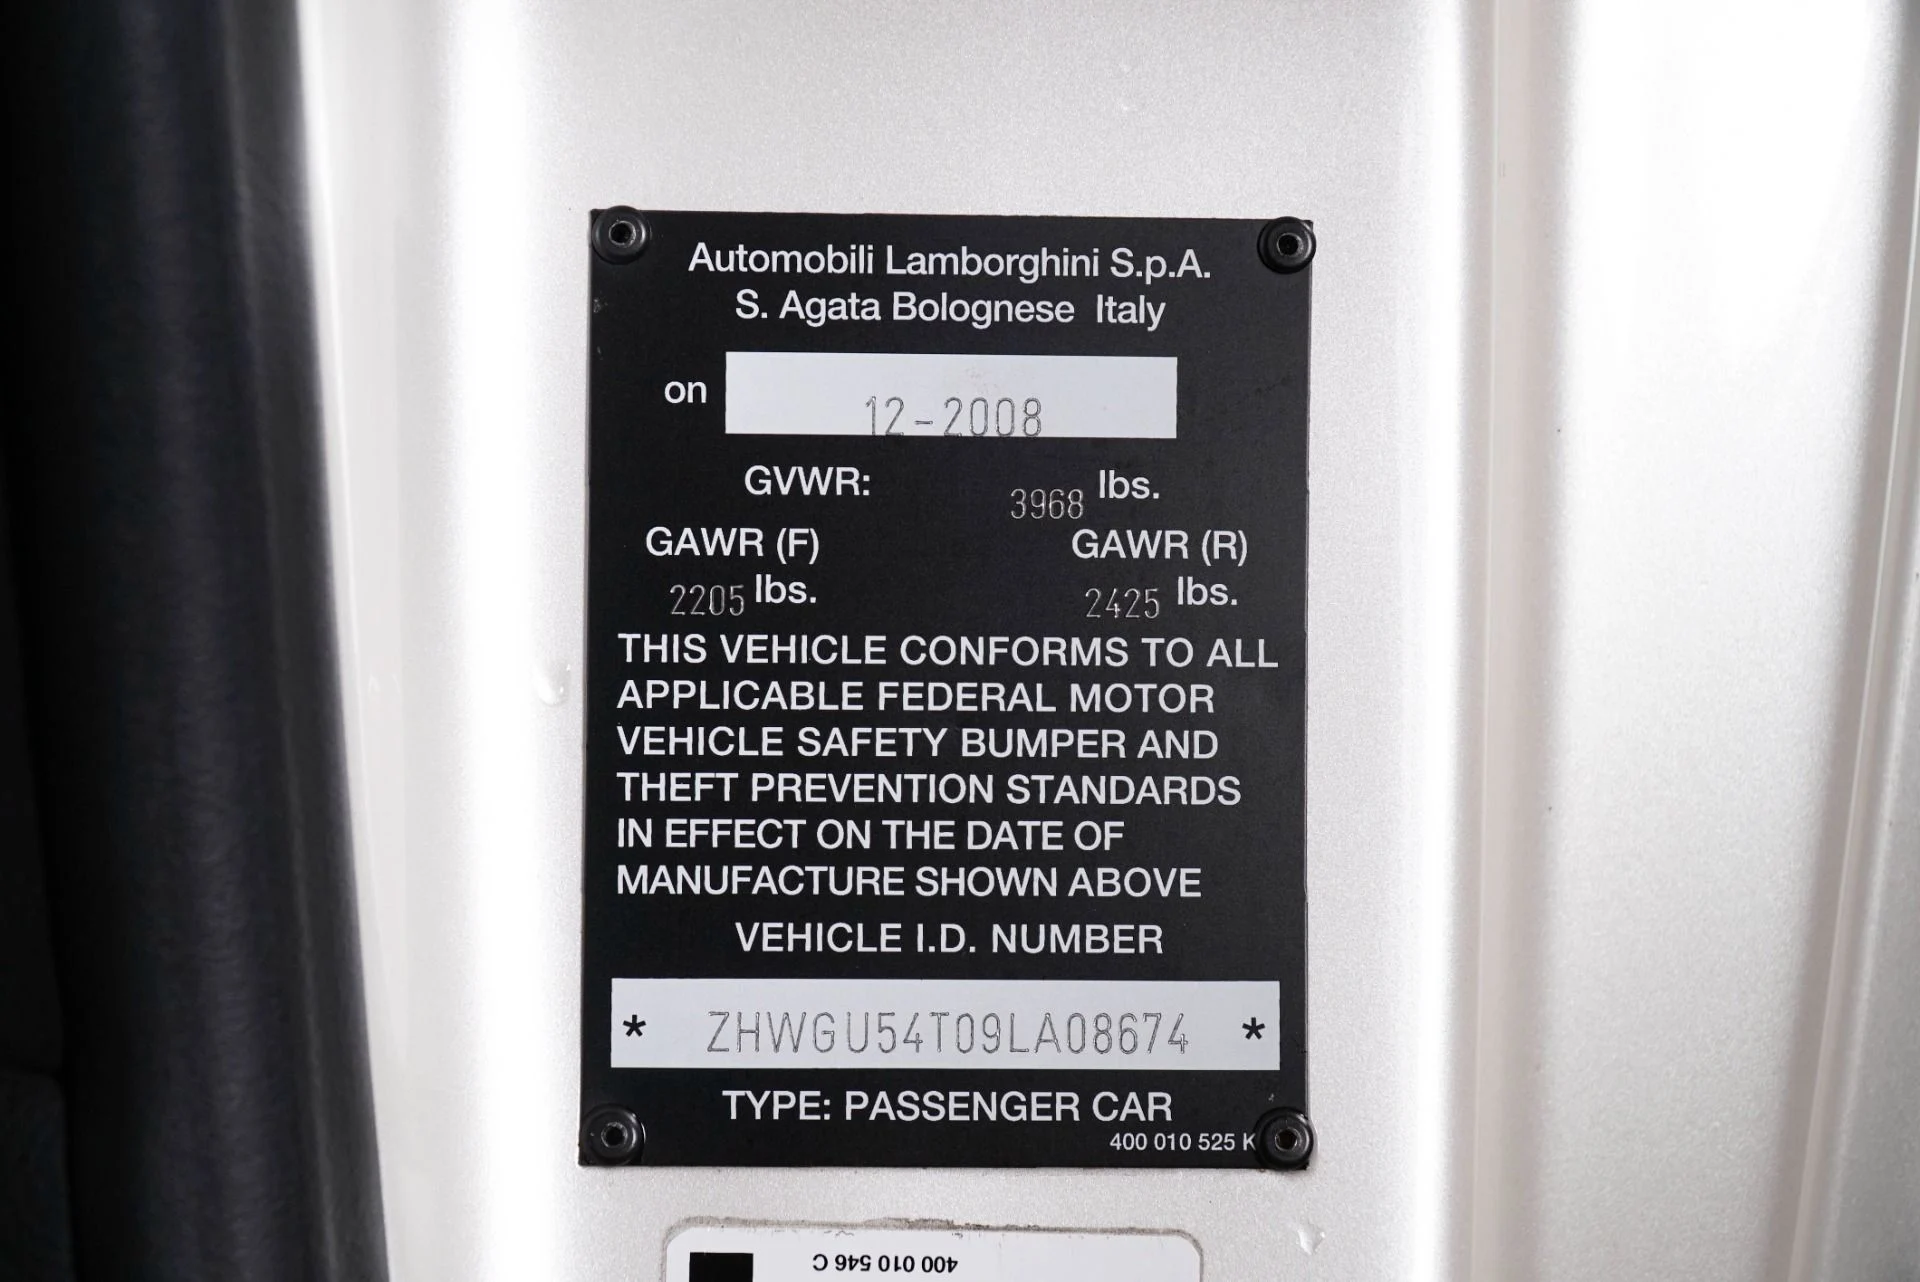 Automobili Lamborghini S.p.A.
S. Agata Bolognese Italy
on 12-2008
GVWR: 3968 lbs.
GAWR (F) GAWR (R)
2205 lbs. 2425 lbs.
THIS VEHICLE CONFORMS TO ALL
APPLICABLE FEDERAL MOTOR
VEHICLE SAFETY BUMPER AND
THEFT PREVENTION STANDARDS
IN EFFECT ON THE DATE OF
MANUFACTURE SHOWN ABOVE
VEHICLE I.D. NUMBER
* ZHWGU54T09LA08674 *
TYPE: PASSENGER CAR
400 010 525 K
400 010 546 C